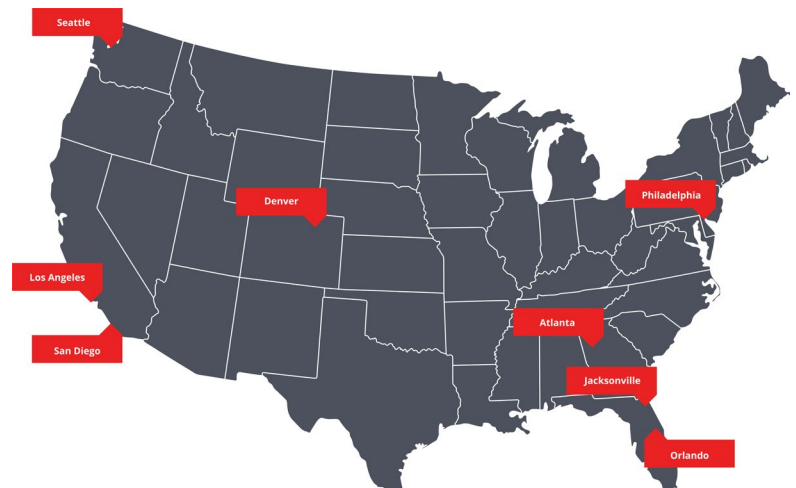 Seattle
Philadelphia
Denver
Los Angeles
Atlanta
San Diego
Jacksonville
Orlando